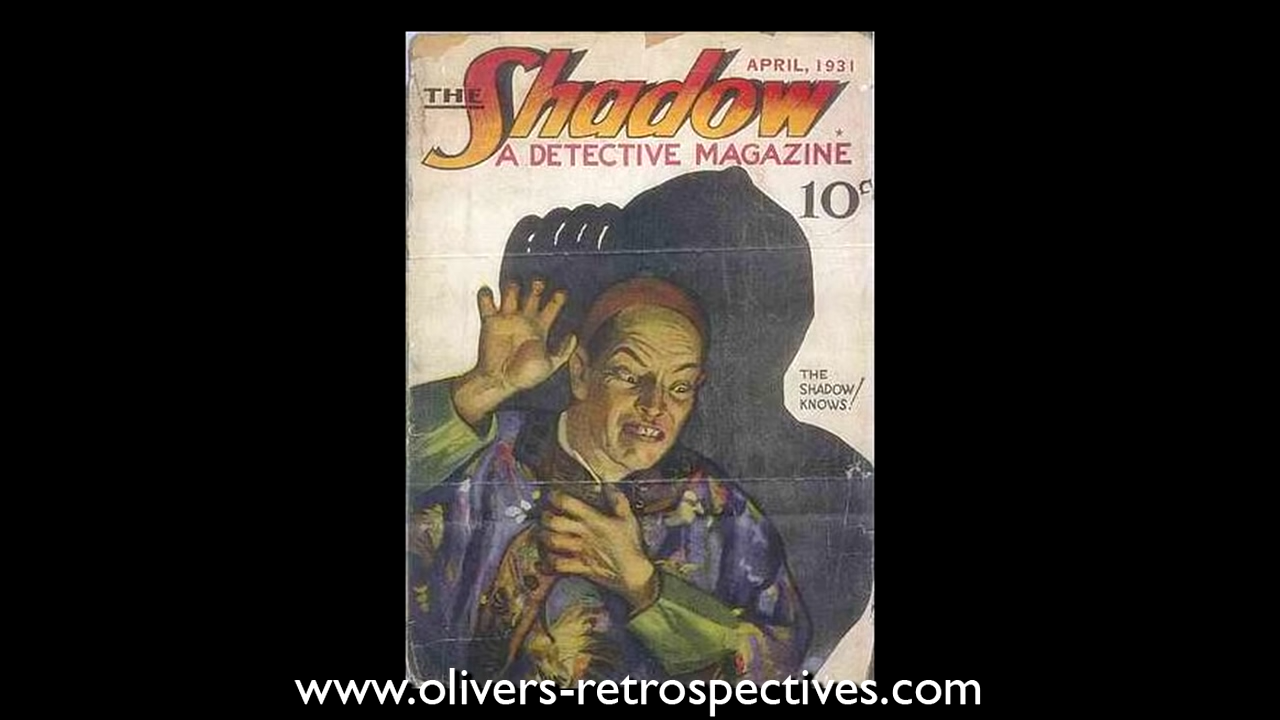 APRIL, 1931
THE Shadow
A DETECTIVE MAGAZINE
10¢
THE
SHADOW
KNOWS!
www.olivers-retrospectives.com